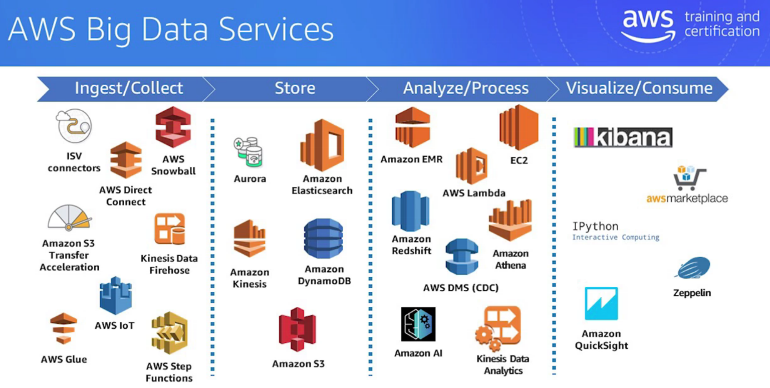 AWS Big Data Services
aws
training and
certification
Ingest/Collect
Store
Analyze/Process
Visualize/Consume
ISV
connectors
AWS
Snowball
AWS Direct
Connect
Amazon S3
Transfer
Acceleration
Kinesis Data
Firehose
AWS IoT
AWS Glue
AWS Step
Functions
Aurora
Amazon
Elasticsearch
Amazon
Kinesis
Amazon
DynamoDB
Amazon S3
Amazon EMR
EC2
AWS Lambda
Amazon
Redshift
Amazon
Athena
AWS DMS (CDC)
Amazon AI
Kinesis Data
Analytics
kibana
awsmarketplace
IPython
Interactive Computing
Zeppelin
Amazon
QuickSight